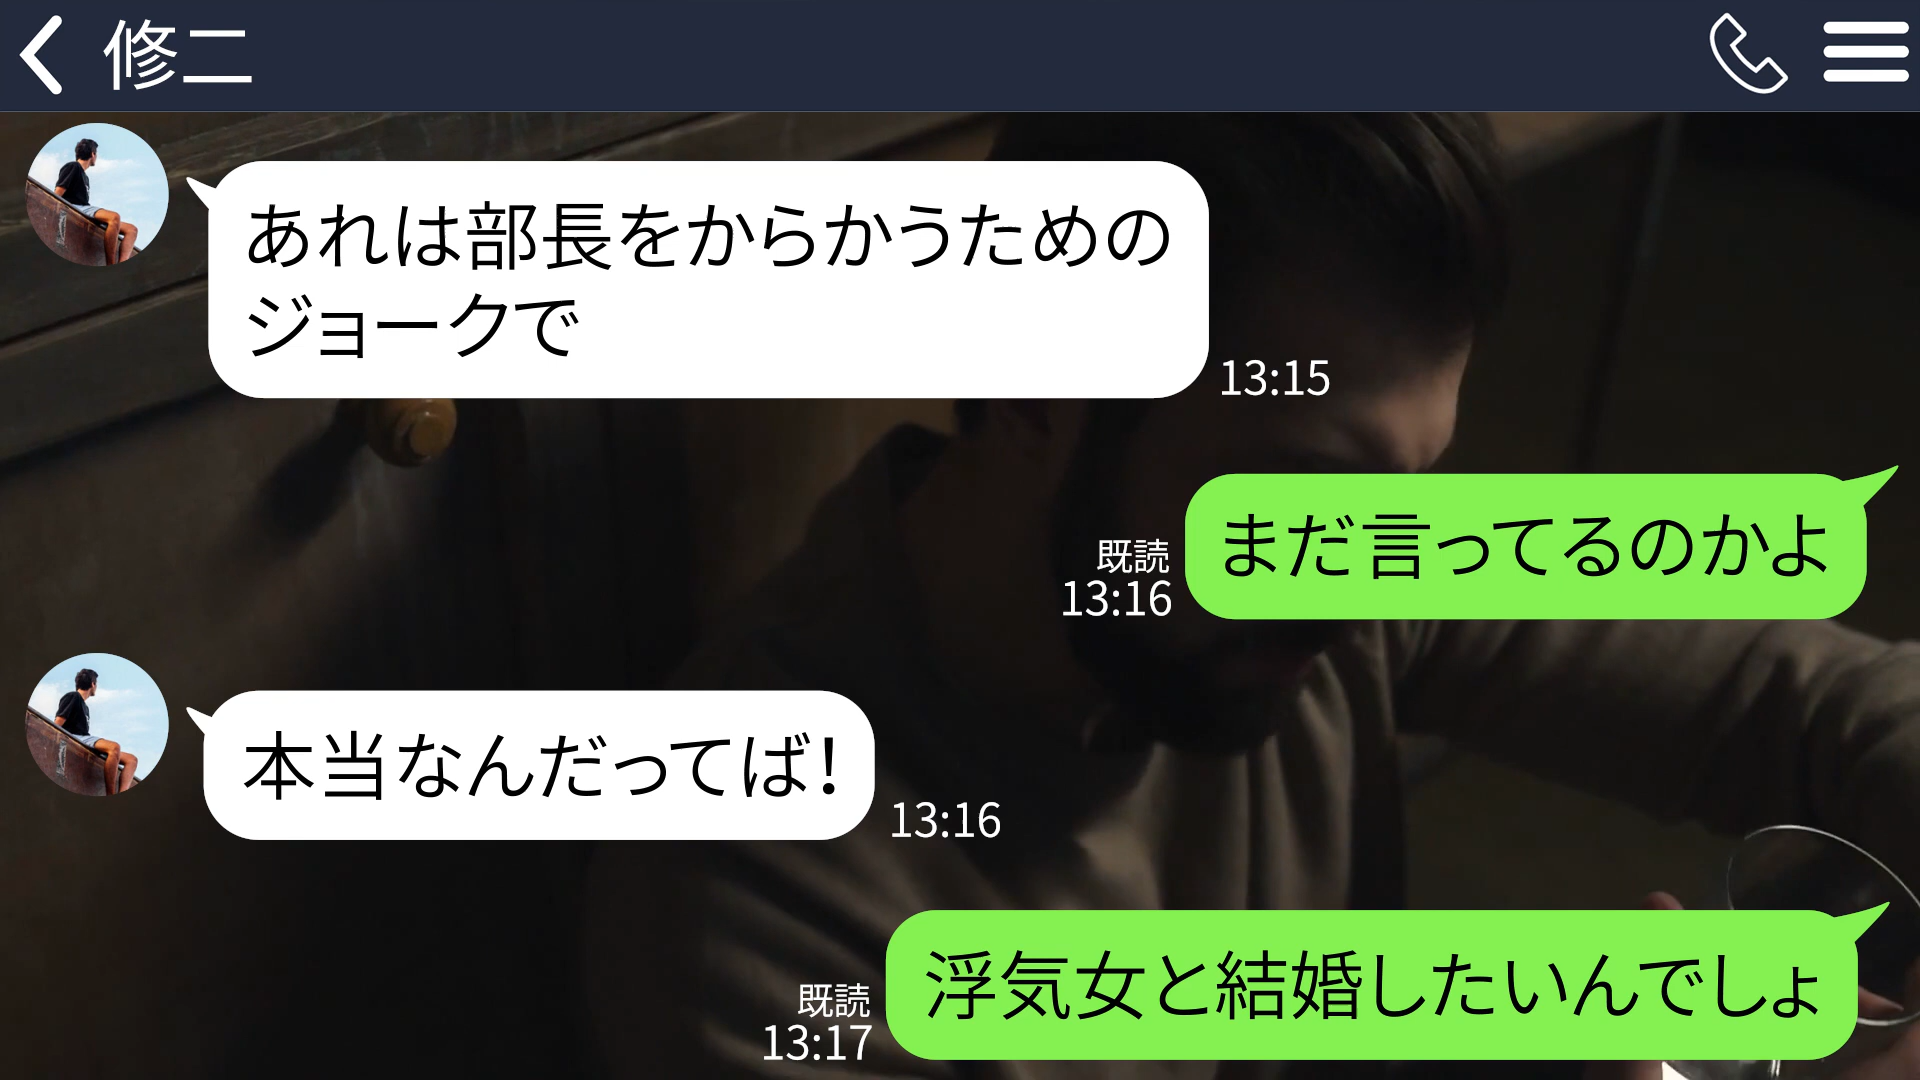 修二
あれは部長をからかうための
ジョークで
13:15
まだ言ってるのかよ
既読
13:16
本当なんだってば！
13:16
浮気女と結婚したいんでしょ
既読
13:17